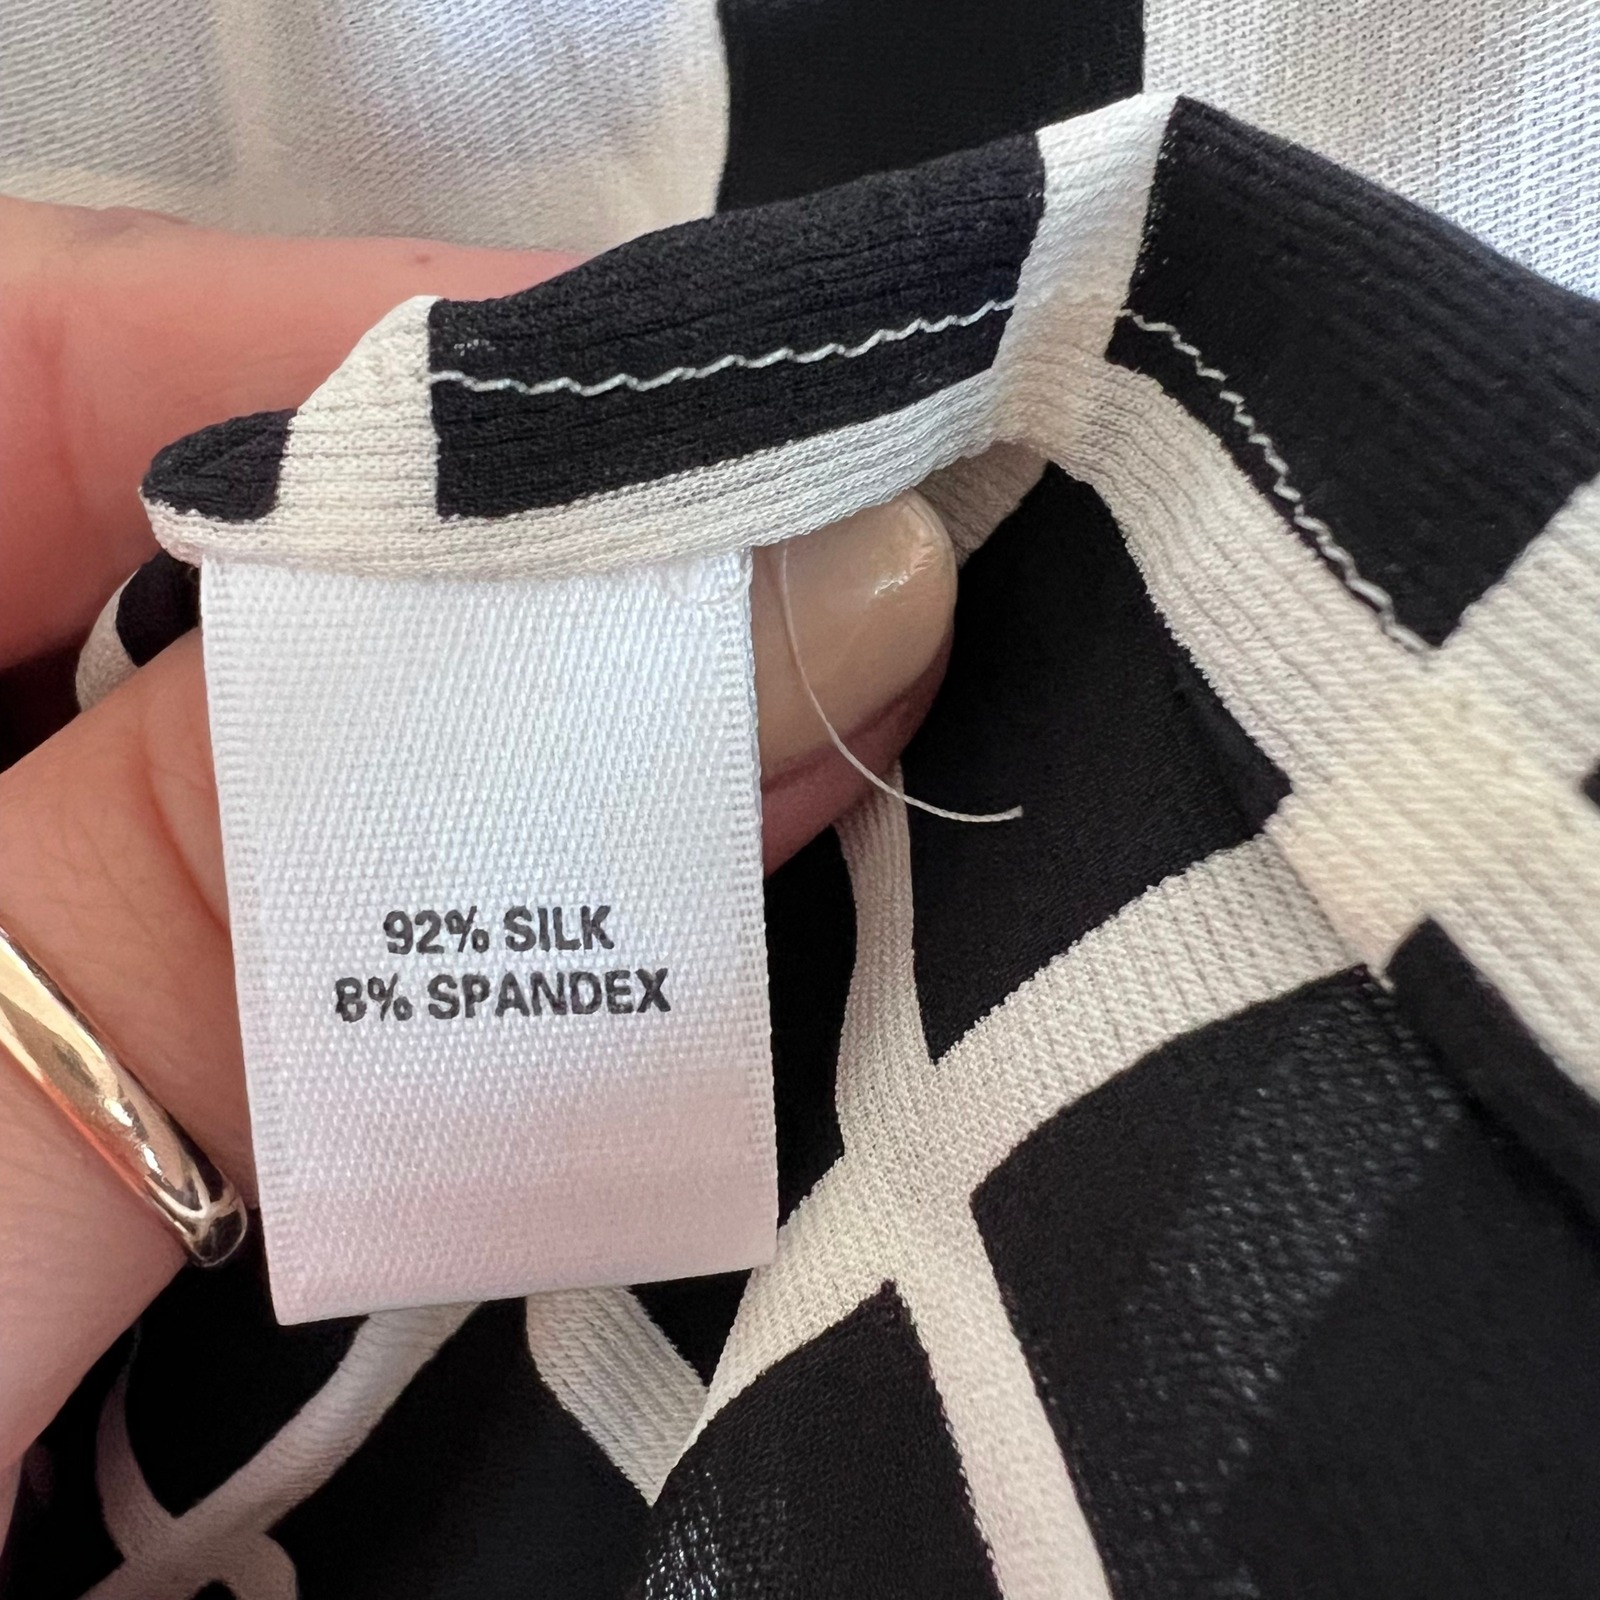 92% SILK
8% SPANDEX